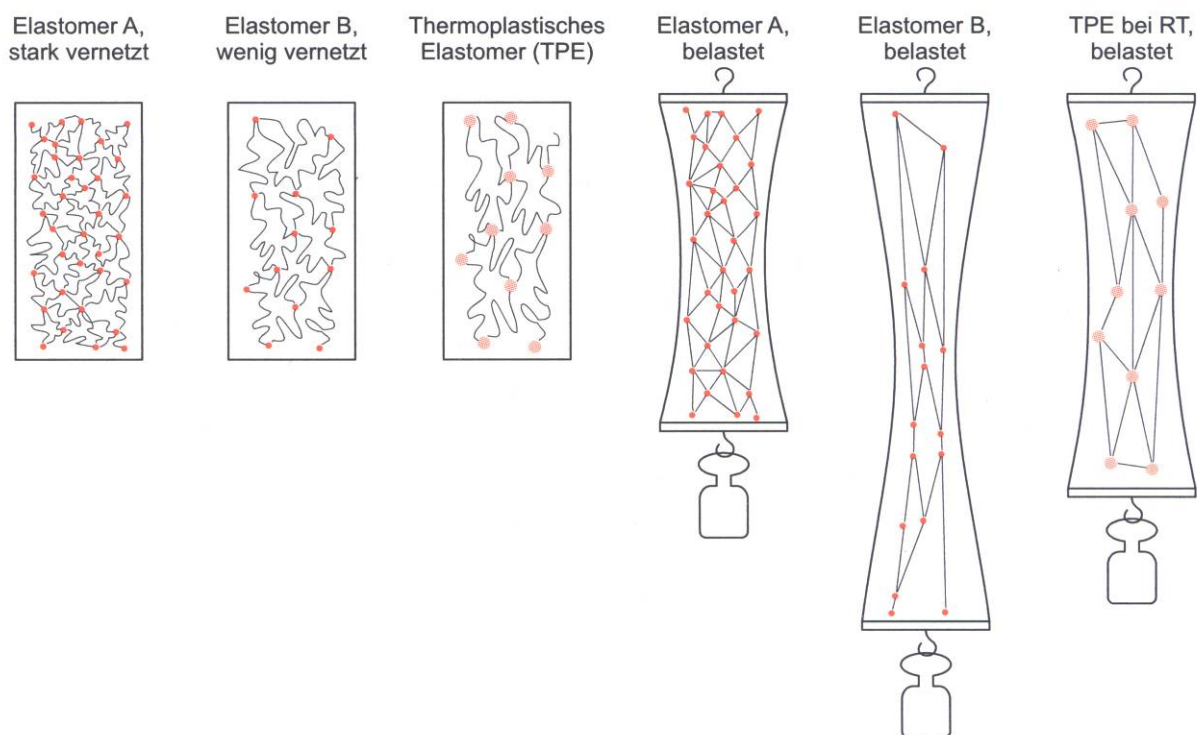 Elastomer A,
stark vernetzt
Elastomer B,
wenig vernetzt
Thermoplastisches
Elastomer (TPE)
Elastomer A,
belastet
Elastomer B,
belastet
TPE bei RT,
belastet